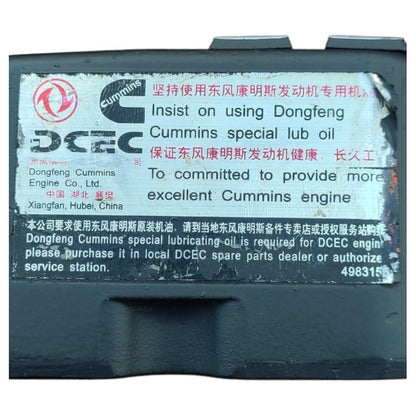 Cummins
DCEC
Dongfeng Cummins
Engine Co., Ltd.
中国 湖北 襄樊
Xiangfan, Hubei, China
坚持使用东风康明斯发动机专用机油
Insist on using Dongfeng
Cummins special lub oil
保证东风康明斯发动机健康、长久工
To committed to provide more
excellent Cummins engine
本公司要求使用东风康明斯原装机油，请到当地东风康明斯备件专卖店或授权服务站
Dongfeng Cummins' special lubricating oil is required for DCEC engin
please purchase it in local DCEC spare parts dealer or authorize
service station.
498315